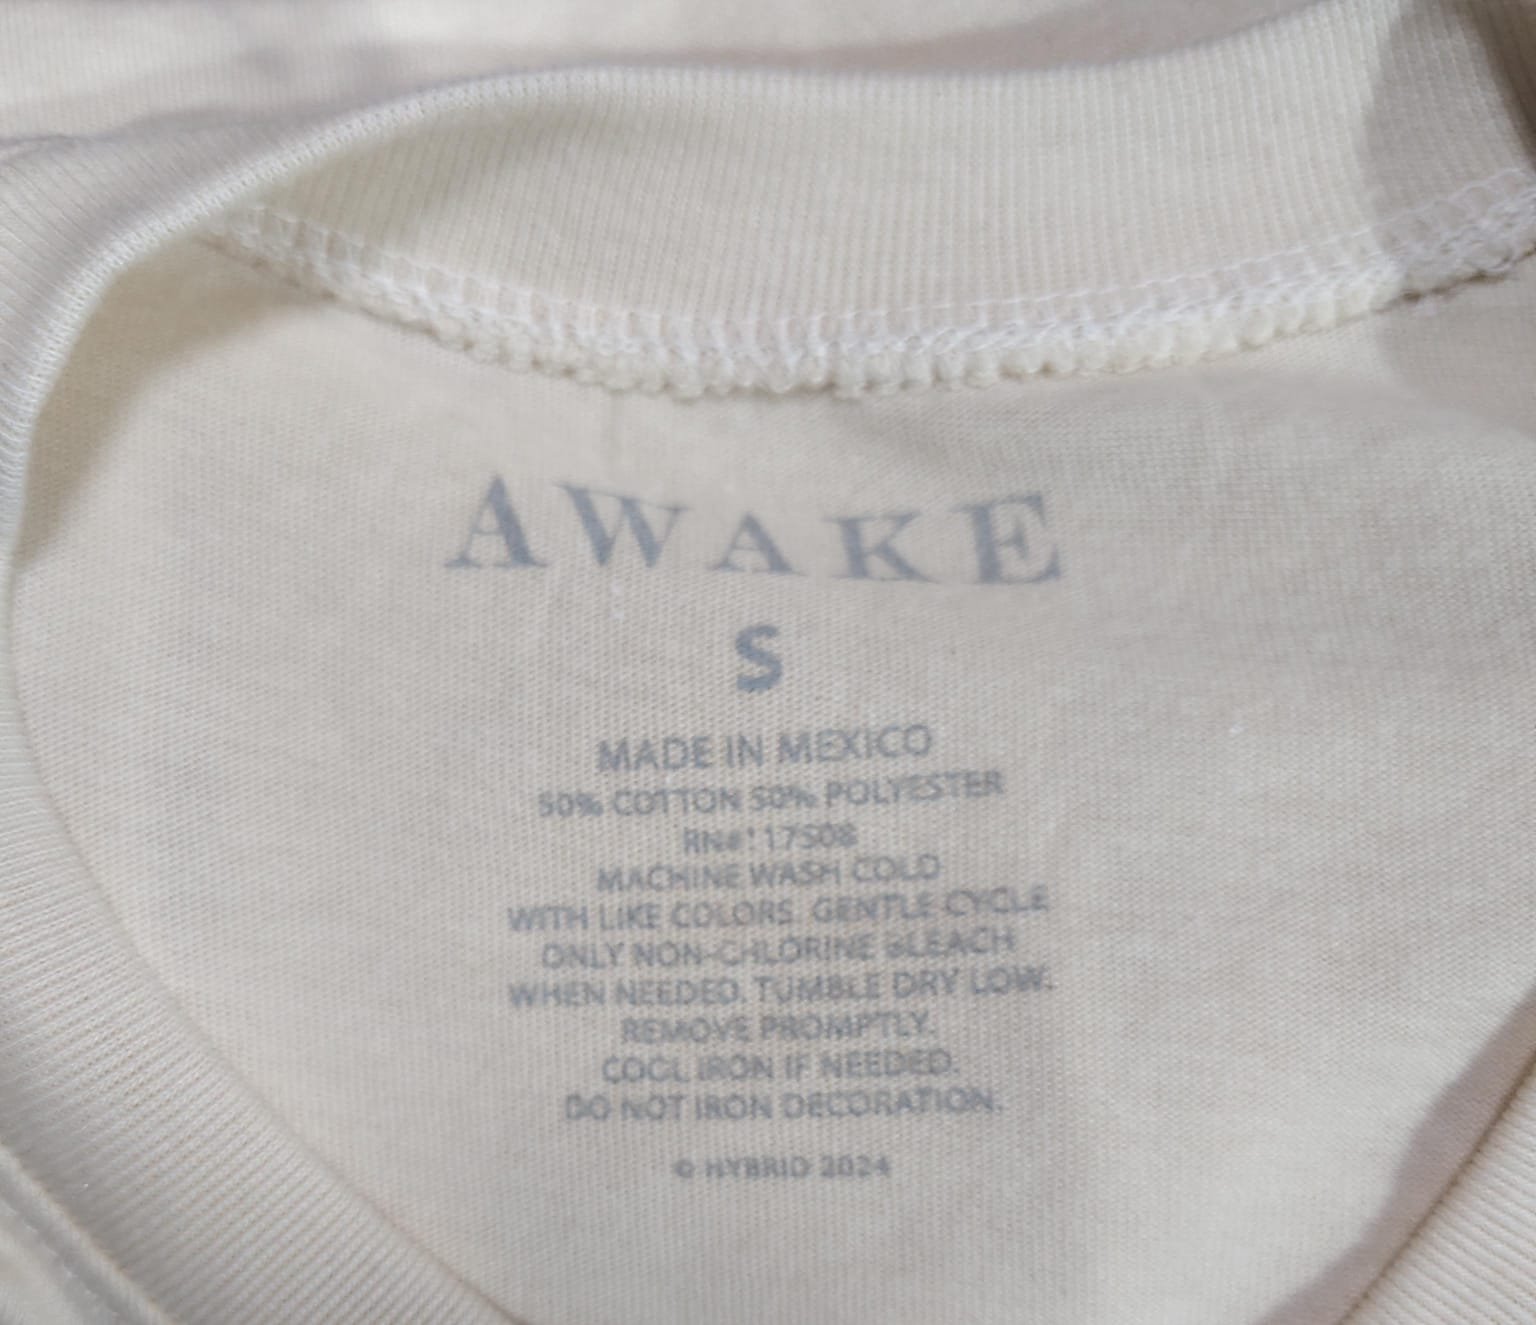 AWAKE
S
MADE IN MEXICO
50% COTTON 50% POLYESTER
RN#117508
MACHINE WASH COLD
WITH LIKE COLORS. GENTLE CYCLE
ONLY NON-CHLORINE BLEACH
WHEN NEEDED. TUMBLE DRY LOW.
REMOVE PROMPTLY.
COOL IRON IF NEEDED.
DO NOT IRON DECORATION.
© HYBRID 2024